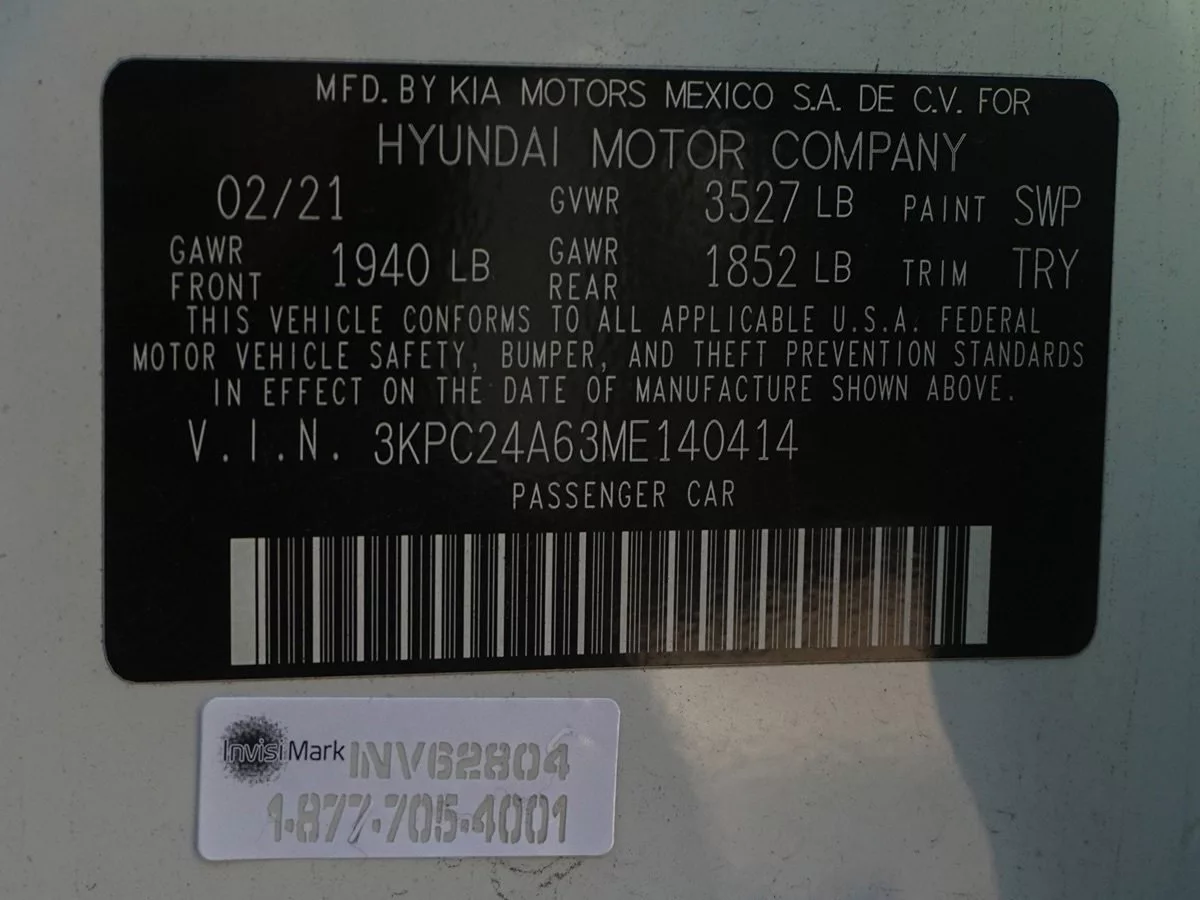 MFD. BY KIA MOTORS MEXICO S.A. DE C.V. FOR
HYUNDAI MOTOR COMPANY
02/21 GVWR 3527 LB PAINT SWP
GAWR FRONT 1940 LB GAWR REAR 1852 LB TRIM TRY
THIS VEHICLE CONFORMS TO ALL APPLICABLE U.S.A. FEDERAL
MOTOR VEHICLE SAFETY, BUMPER, AND THEFT PREVENTION STANDARDS
IN EFFECT ON THE DATE OF MANUFACTURE SHOWN ABOVE.
V.I.N. 3KPC24A63ME140414
PASSENGER CAR
InvisiMark INV62804
1-877-705-4001